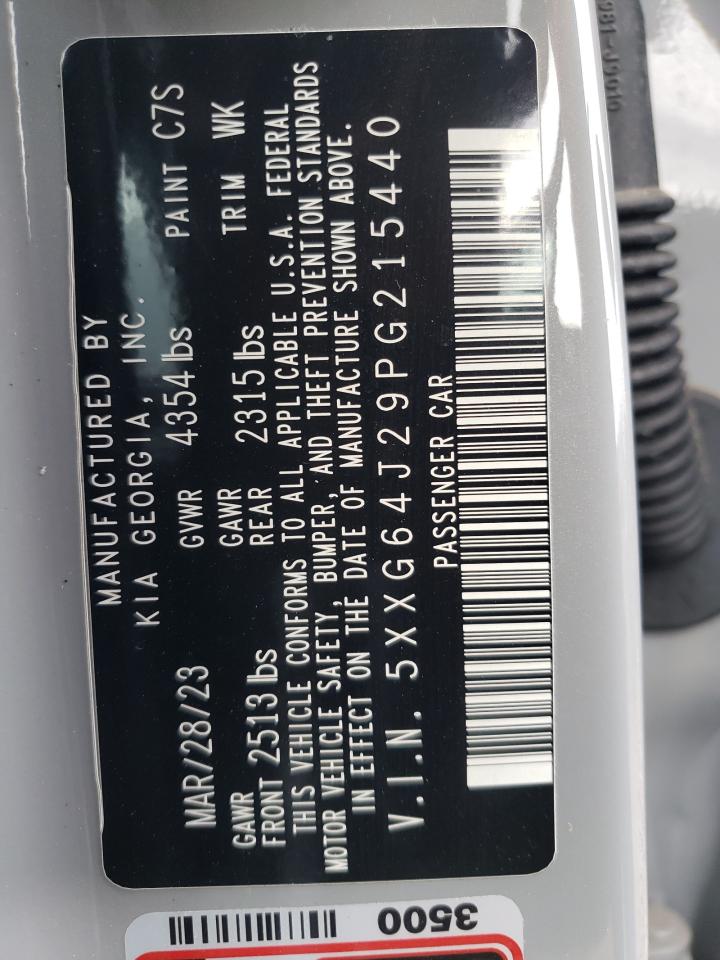 MANUFACTURED BY
KIA GEORGIA, INC.
MAR/28/23 GVWR 4354 lbs PAINT C7S
GAWR GAWR
FRONT 2513 lbs REAR 2315 lbs TRIM WK
THIS VEHICLE CONFORMS TO ALL APPLICABLE U.S.A. FEDERAL
MOTOR VEHICLE SAFETY, BUMPER, AND THEFT PREVENTION STANDARDS
IN EFFECT ON THE DATE OF MANUFACTURE SHOWN ABOVE.
V.I.N. 5XXG64J29PG215440
PASSENGER CAR
3500